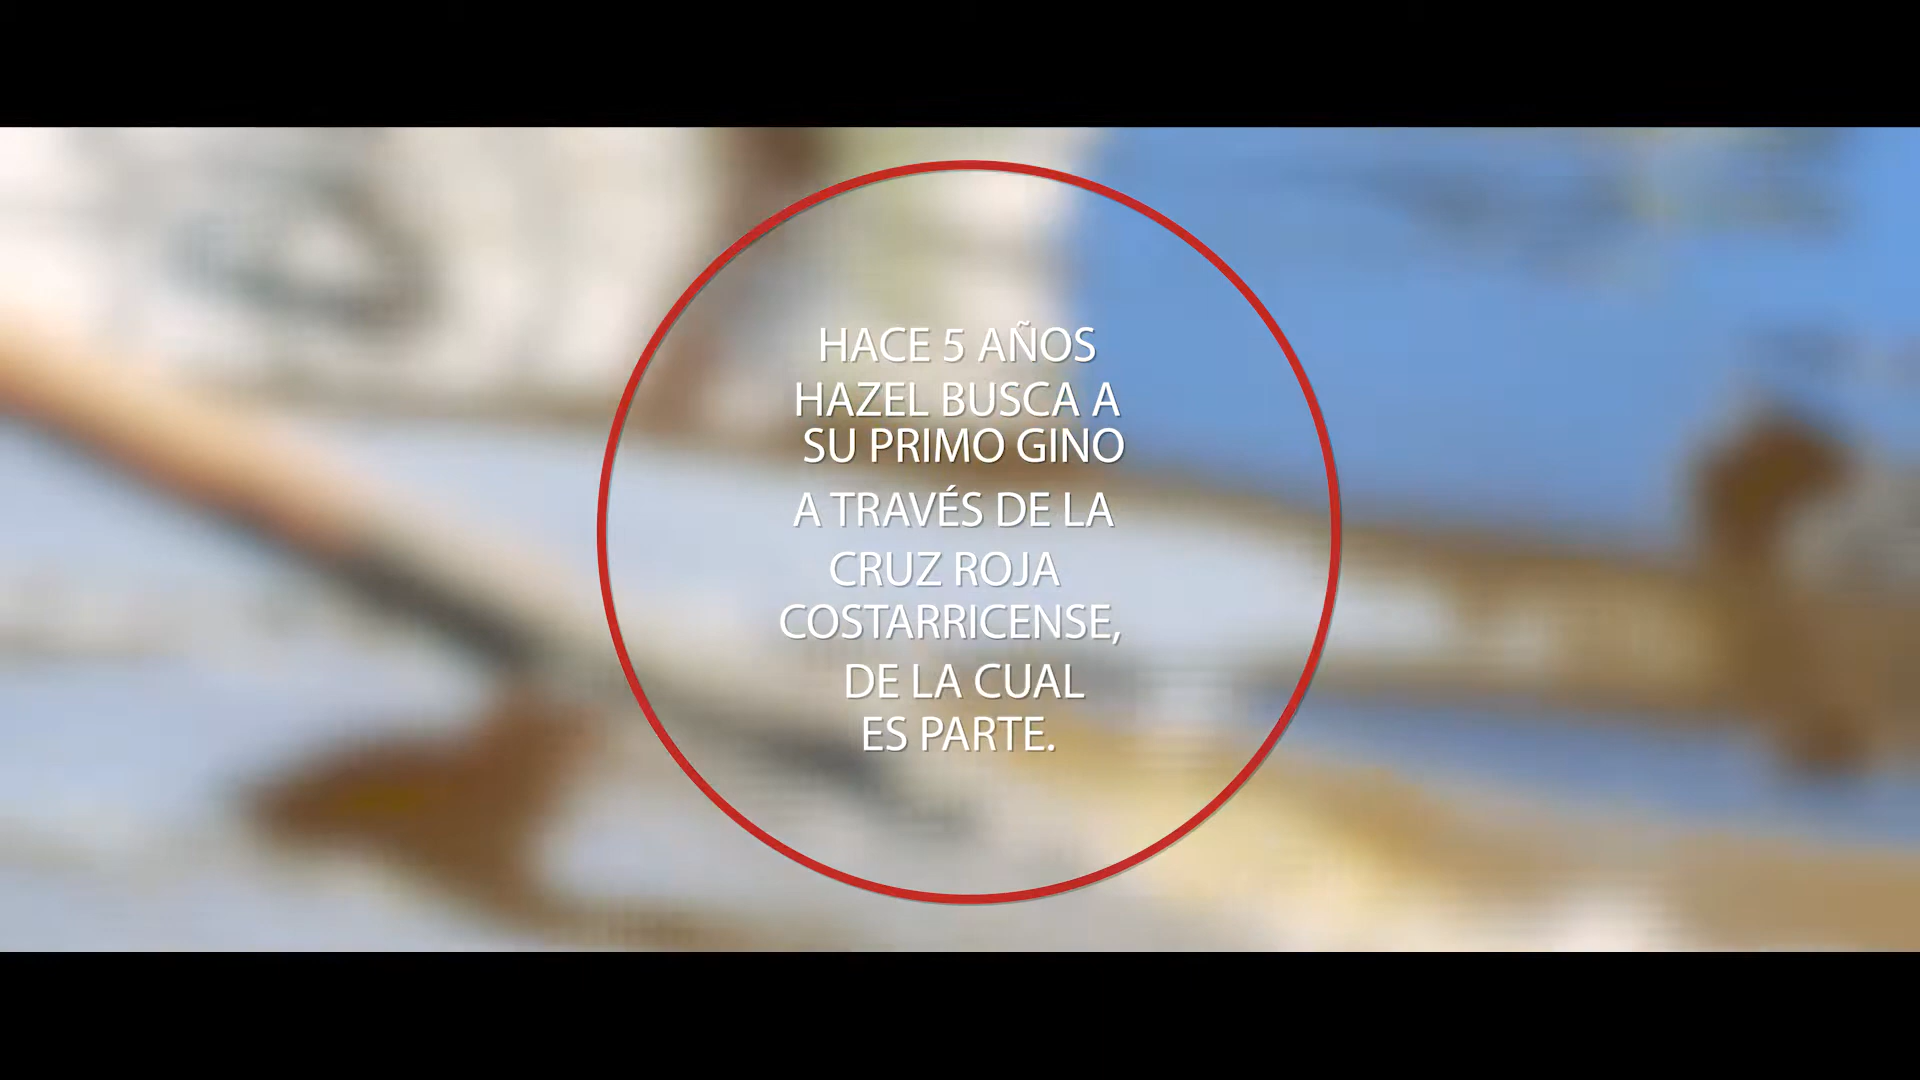 HACE 5 AÑOS
HAZEL BUSCA A
SU PRIMO GINO
A TRAVÉS DE LA
CRUZ ROJA
COSTARRICENSE,
DE LA CUAL
ES PARTE.